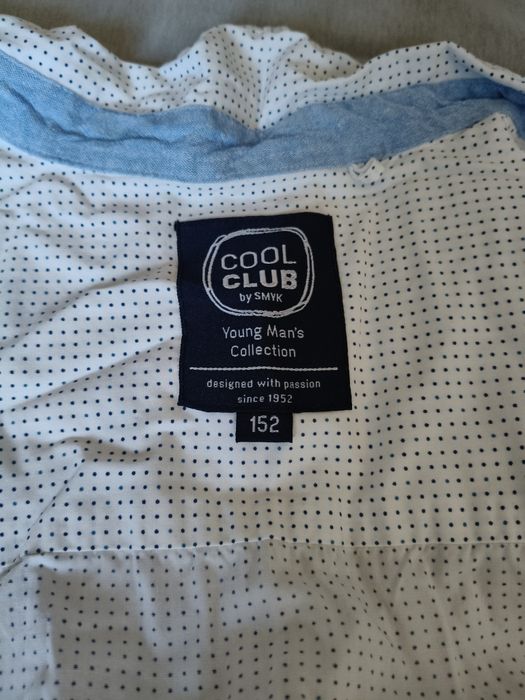 COOL
CLUB
by SMYK
Young Man's
Collection
designed with passion
since 1952
152